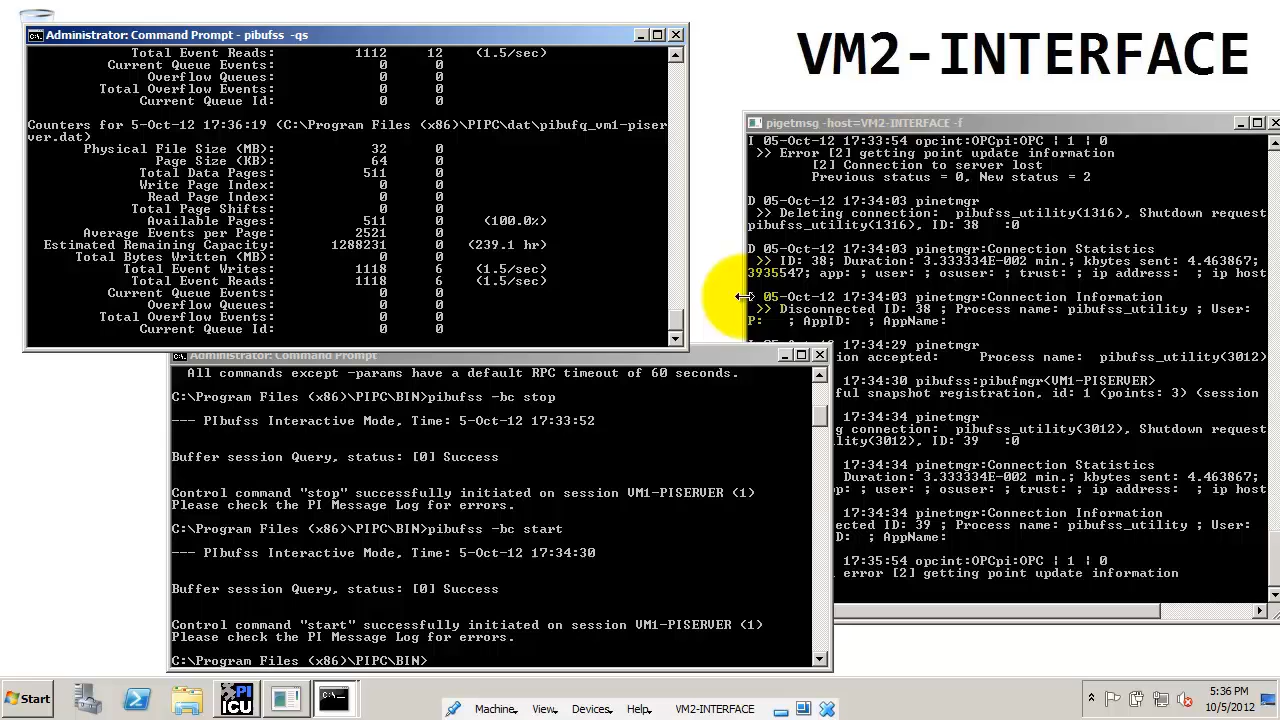 VM2-INTERFACE
Administrator: Command Prompt - pibufss -qs
Total Event Reads: 1112 12 (1.5/sec)
Current Queue Events: 0 0
Overflow Queues: 0 0
Total Overflow Events: 0 0
Current Queue Id: 0 0
Counters for 5-Oct-12 17:36:19 (C:\Program Files (x86)\PIPC\dat\pibufq_vm1-piser
ver.dat)
Physical File Size (MB): 32 0
Page Size (KB): 64 0
Total Data Pages: 511 0
Write Page Index: 0 0
Read Page Index: 0 0
Total Page Shifts: 0 0
Available Pages: 511 0 (100.0%)
Average Events per Page: 2521 0
Estimated Remaining Capacity: 1288231 0 (239.1 hr)
Total Bytes Written (MB): 0 0
Total Event Writes: 1118 6 (1.5/sec)
Total Event Reads: 1118 6 (1.5/sec)
Current Queue Events: 0 0
Overflow Queues: 0 0
Total Overflow Events: 0 0
Current Queue Id: 0 0
pigetmsg -host=VM2-INTERFACE -f
I 05-Oct-12 17:33:54 opcint:OPCpi:OPC | 1 | 0
>> Error [2] getting point update information
[2] Connection to server lost
Previous status = 0, New status = 2
D 05-Oct-12 17:34:03 pinetmgr
>> Deleting connection: pibufss_utility(1316), Shutdown request
pibufss_utility(1316), ID: 38 :0
D 05-Oct-12 17:34:03 pinetmgr:Connection Statistics
>> ID: 38; Duration: 3.333334E-002 min.; kbytes sent: 4.463867;
3935547; app: ; user: ; osuser: ; trust: ; ip address: ; ip host
05-Oct-12 17:34:03 pinetmgr:Connection Information
>> Disconnected ID: 38 ; Process name: pibufss_utility ; User:
P: ; AppID: ; AppName:
17:34:29 pinetmgr
ion accepted: Process name: pibufss_utility(3012)
17:34:30 pibufss:pibufmgr<VM1-PISERVER>
ful snapshot registration, id: 1 (points: 3) (session
17:34:34 pinetmgr
g connection: pibufss_utility(3012), Shutdown request
lity(3012), ID: 39 :0
17:34:34 pinetmgr:Connection Statistics
Duration: 3.333334E-002 min.; kbytes sent: 4.463867;
pp: ; user: ; osuser: ; trust: ; ip address: ; ip host
17:34:34 pinetmgr:Connection Information
cted ID: 39 ; Process name: pibufss_utility ; User:
ID: ; AppName:
17:35:54 opcint:OPCpi:OPC | 1 | 0
error [2] getting point update information
Administrator: Command Prompt
All commands except -params have a default RPC timeout of 60 seconds.
C:\Program Files (x86)\PIPC\BIN>pibufss -bc stop
--- PIbufss Interactive Mode, Time: 5-Oct-12 17:33:52
Buffer session Query, status: [0] Success
Control command "stop" successfully initiated on session VM1-PISERVER (1)
Please check the PI Message Log for errors.
C:\Program Files (x86)\PIPC\BIN>pibufss -bc start
--- PIbufss Interactive Mode, Time: 5-Oct-12 17:34:30
Buffer session Query, status: [0] Success
Control command "start" successfully initiated on session VM1-PISERVER (1)
Please check the PI Message Log for errors.
C:\Program Files (x86)\PIPC\BIN>
Start
PI
ICU
Machine View Devices Help VM2-INTERFACE
5:36 PM
10/5/2012